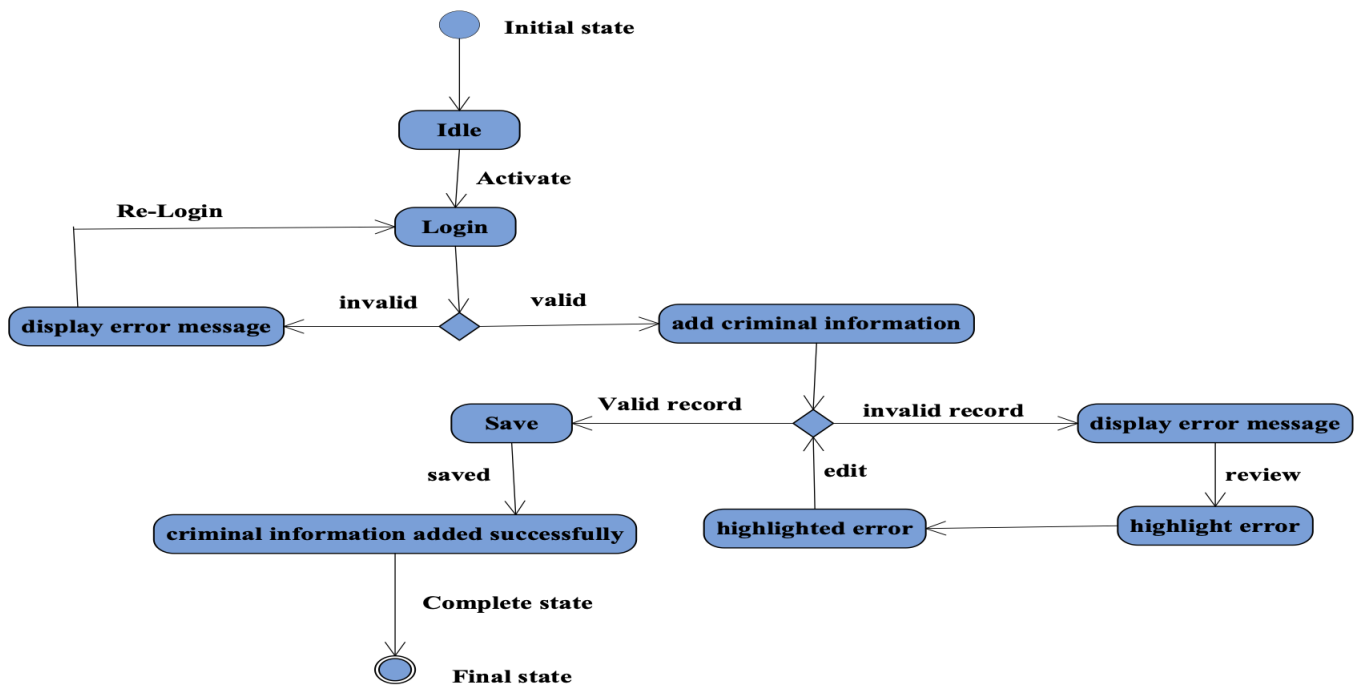 Initial state
Idle
Activate
Re-Login
Login
invalid
valid
display error message
add criminal information
Valid record
invalid record
Save
display error message
saved
edit
review
criminal information added successfully
highlighted error
highlight error
Complete state
Final state